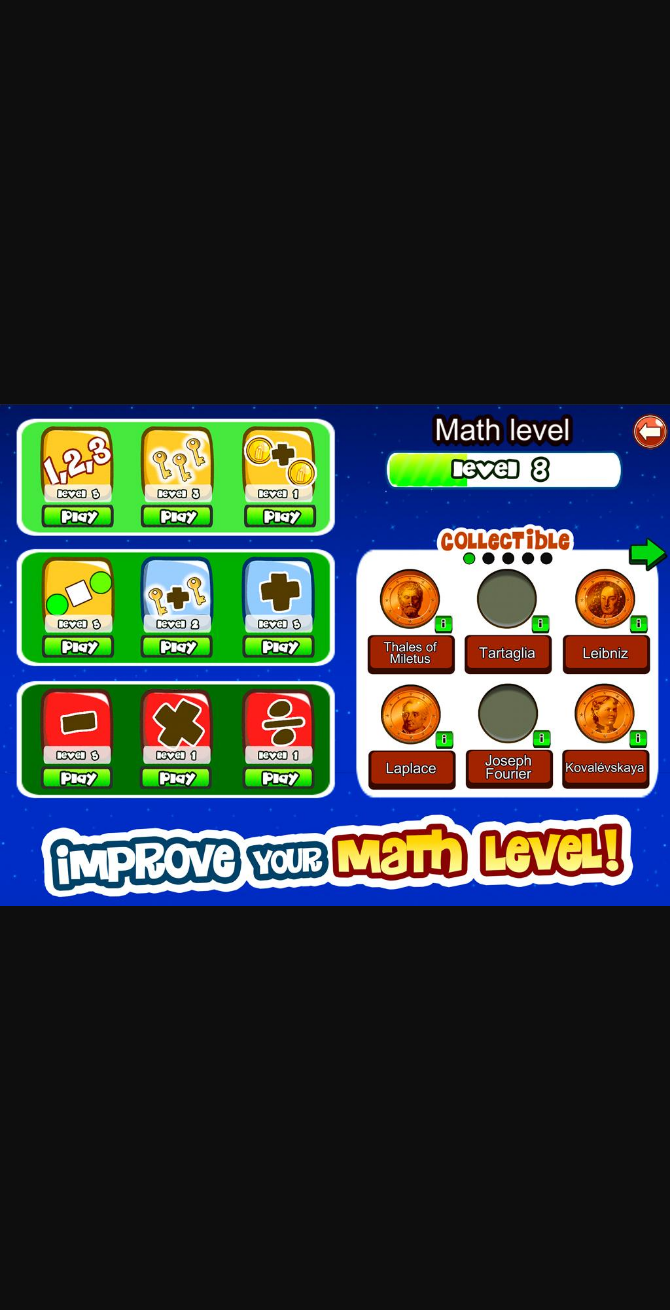 Math level
level 8
1,2,3
level 5
level 3
level 1
Play
Play
Play
level 5
level 2
level 5
Play
Play
Play
level 5
level 1
level 1
Play
Play
Play
COLLECTIBLE
i
i
i
Thales of
Miletus
Tartaglia
Leibniz
i
i
i
Laplace
Joseph
Fourier
Kovalévskaya
iMPROVE YOUR MATH LEVEL!